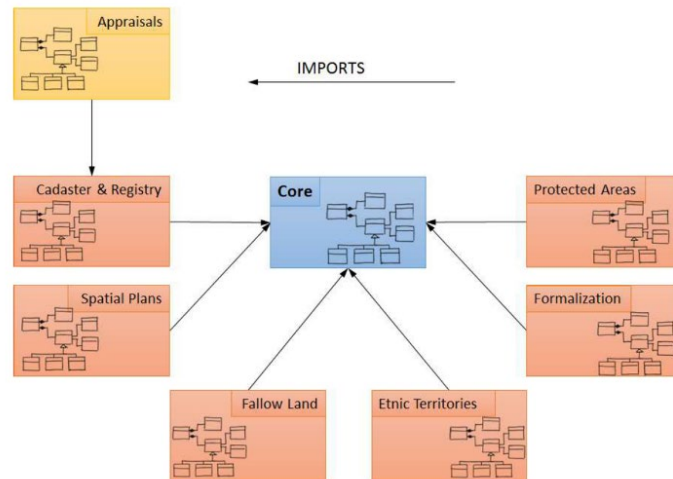 Appraisals
IMPORTS
Cadaster & Registry
Core
Protected Areas
Spatial Plans
Formalization
Fallow Land
Etnic Territories